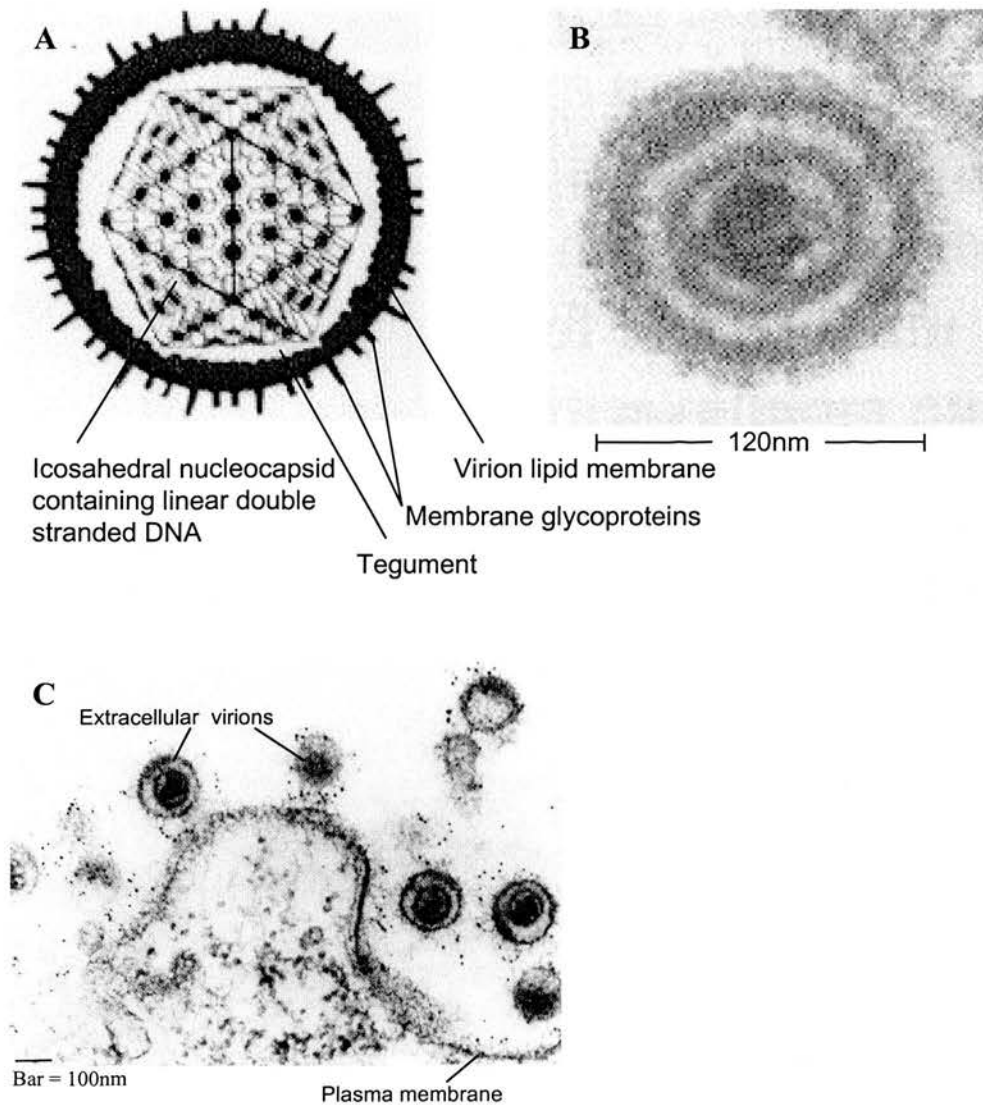 A
B
Icosahedral nucleocapsid
containing linear double
stranded DNA
Virion lipid membrane
Membrane glycoproteins
Tegument
120nm
C
Extracellular virions
Bar = 100nm
Plasma membrane